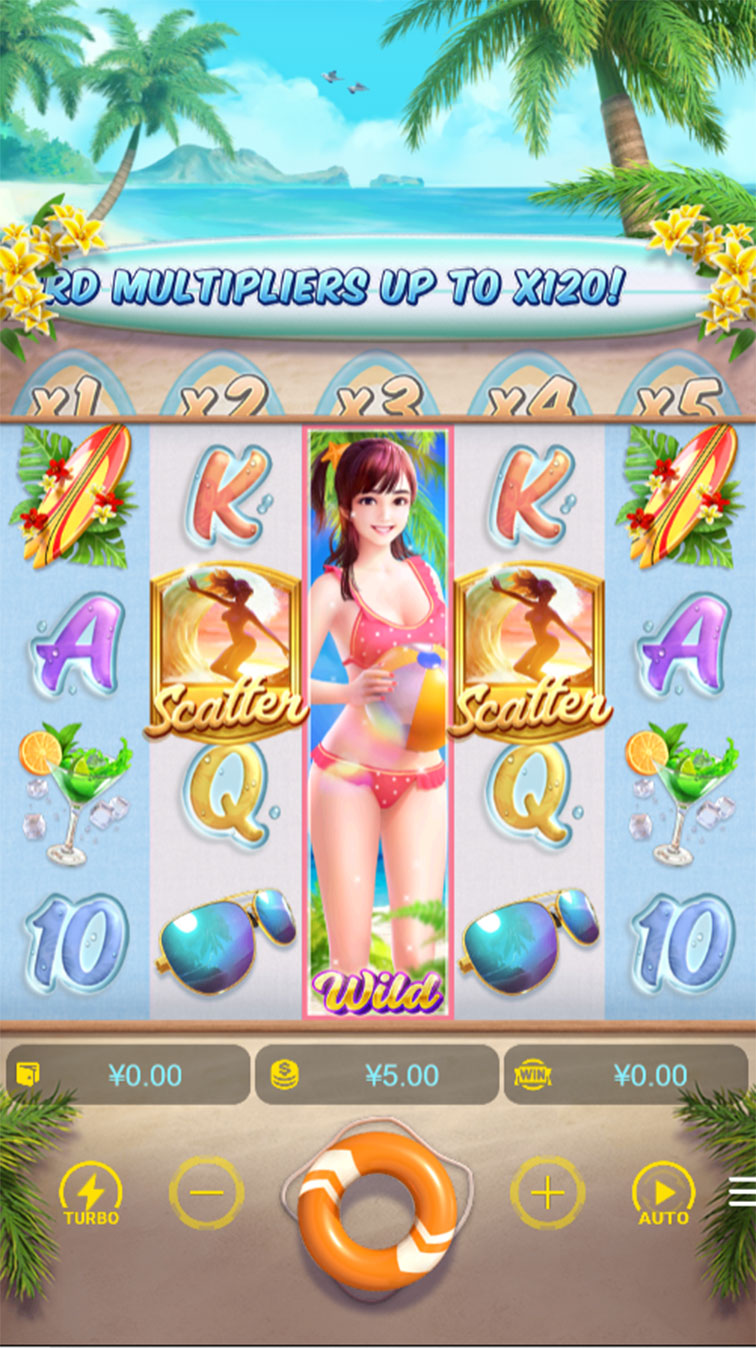 RD MULTIPLIERS UP TO X120!
x1 x2 x3 x4 x5
K K
A Scatter Scatter A
Q Q
10 Wild 10
¥0.00 ¥5.00 WIN ¥0.00
TURBO AUTO